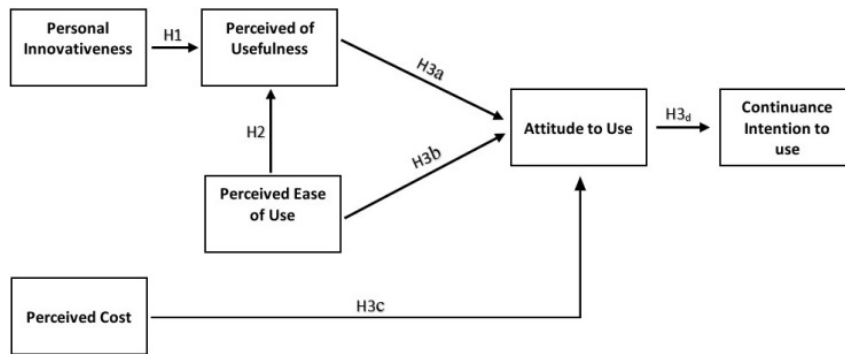 Personal
Innovativeness
H1
Perceived of
Usefulness
H3a
H2
H3b
Attitude to Use
H3d
Continuance
Intention to
use
Perceived Ease
of Use
Perceived Cost
H3c